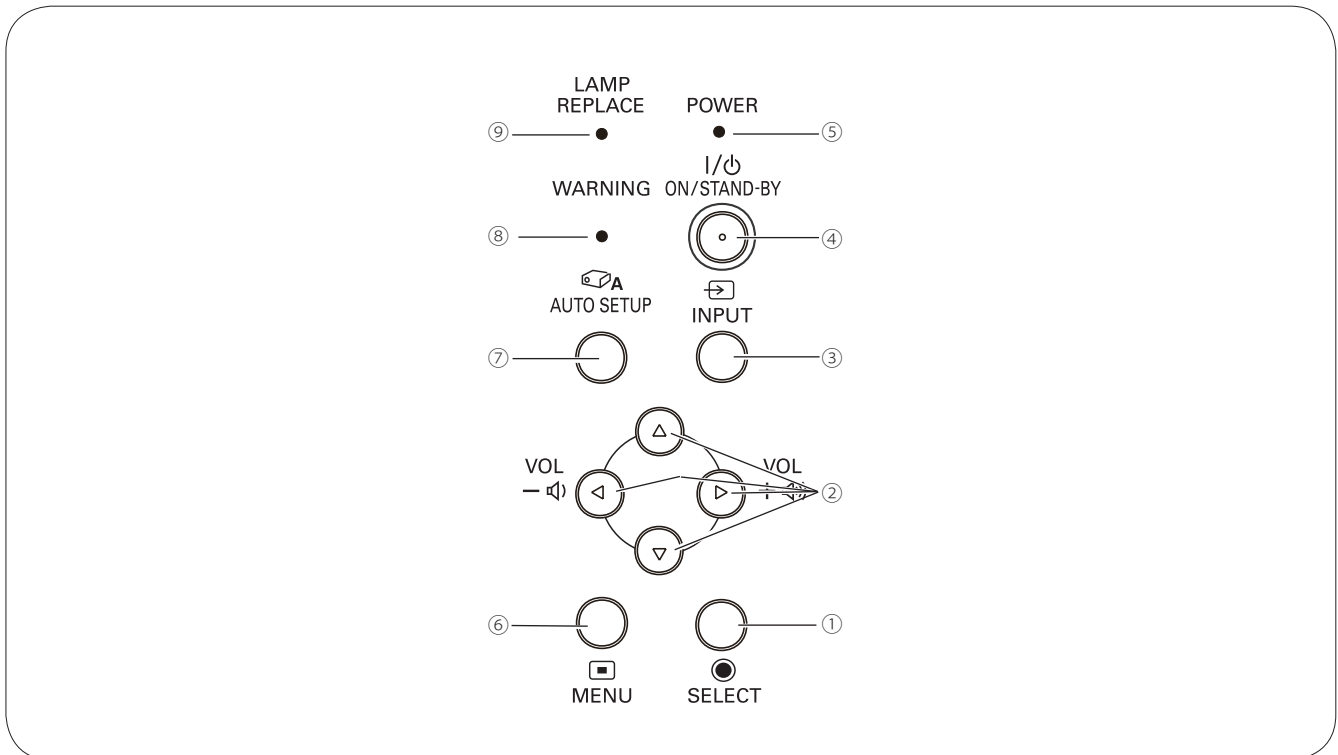 LAMP
REPLACE
POWER
⑨
⑤
I/⏻
WARNING
ON/STAND-BY
⑧
④
A
AUTO SETUP
INPUT
⑦
③
VOL
VOL
−
+
②
⑥
①
MENU
SELECT